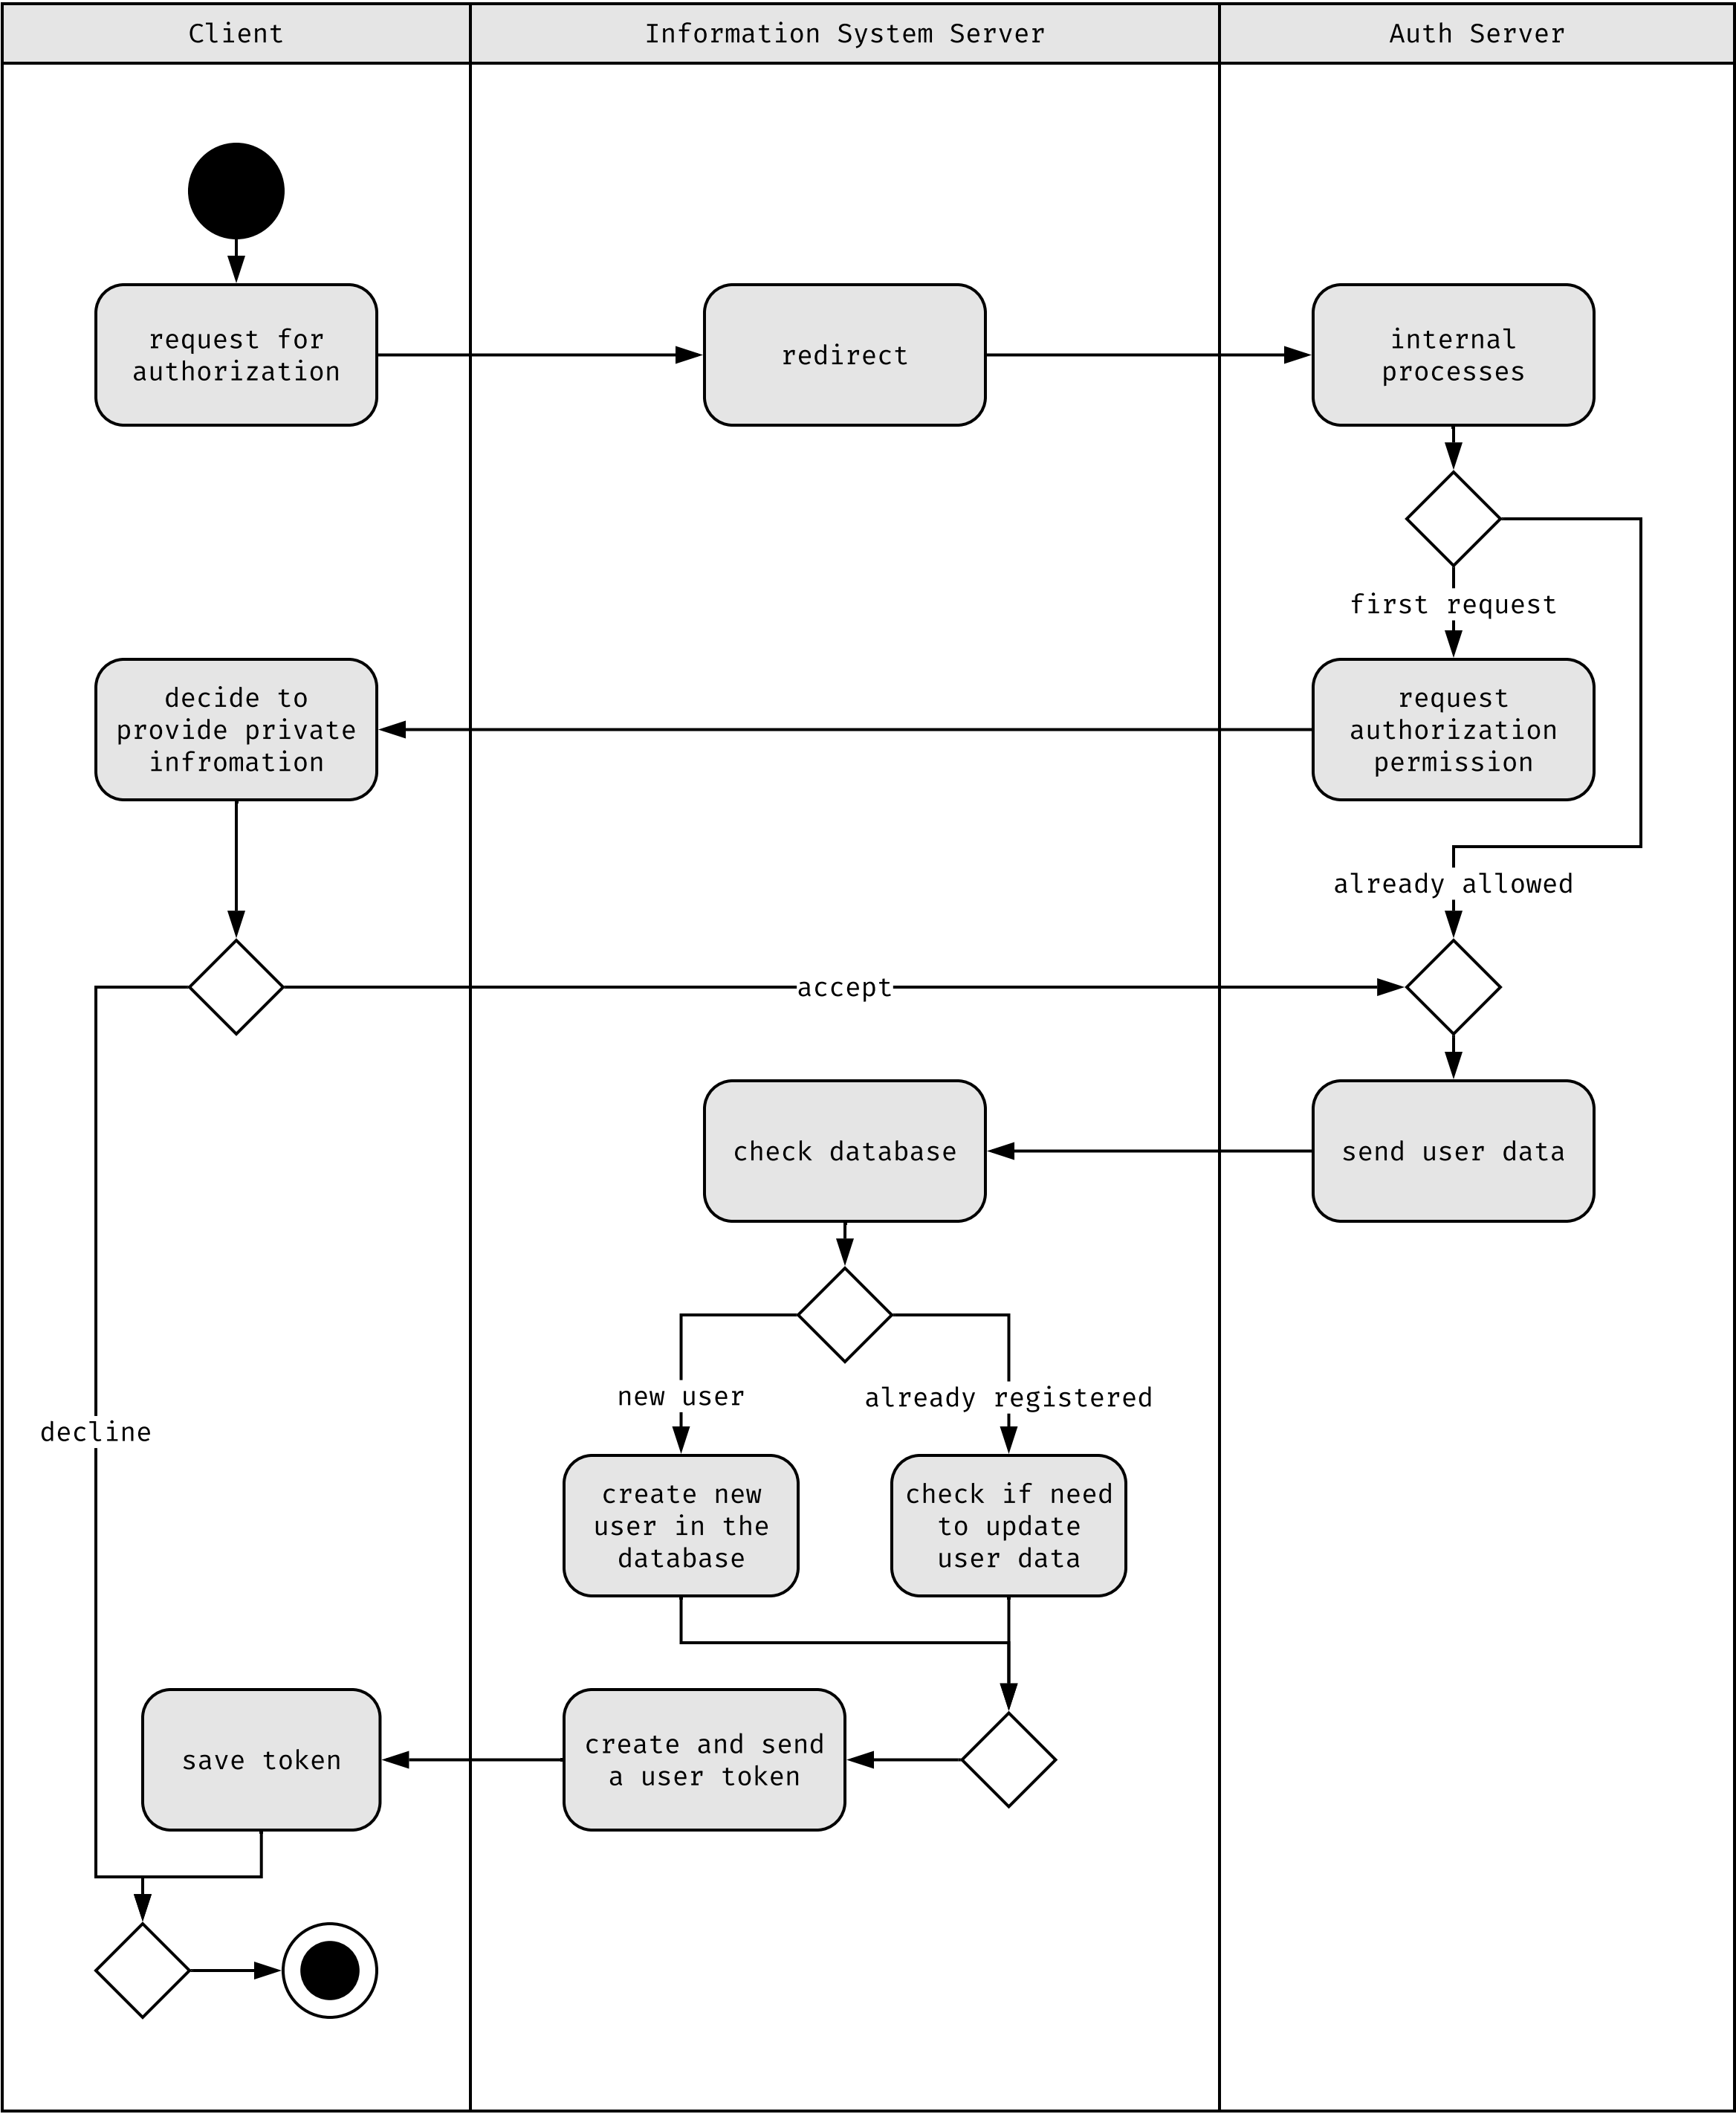 Client
Information System Server
Auth Server
request for
authorization
redirect
internal
processes
first request
decide to
provide private
infromation
request
authorization
permission
already allowed
accept
check database
send user data
new user
already registered
decline
create new
user in the
database
check if need
to update
user data
save token
create and send
a user token